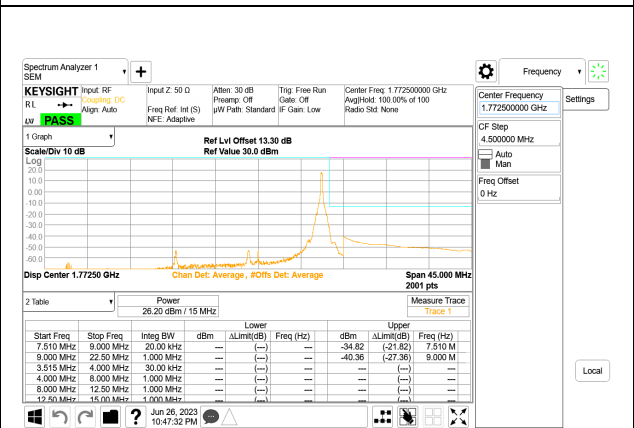 Spectrum Analyzer 1
SEM
Frequency
KEYSIGHT
RL
LXI
PASS
Input: RF
Coupling: DC
Align: Auto
Input Z: 50 Ω
Freq Ref: Int (S)
NFE: Adaptive
Atten: 30 dB
Preamp: Off
µW Path: Standard
Trig: Free Run
Gate: Off
IF Gain: Low
Center Freq: 1.772500000 GHz
Avg|Hold: 100.00% of 100
Radio Std: None
Center Frequency
1.772500000 GHz
Settings
CF Step
4.500000 MHz
Auto
Man
Freq Offset
0 Hz
Local
1 Graph
Scale/Div 10 dB
Ref Lvl Offset 13.30 dB
Ref Value 30.0 dBm
Log
20.0
10.0
0.00
-10.0
-20.0
-30.0
-40.0
-50.0
-60.0
Disp Center 1.77250 GHz
Chan Det: Average , #Offs Det: Average
Span 45.000 MHz
2001 pts
2 Table
Power
26.20 dBm / 15 MHz
Measure Trace
Trace 1
Lower Upper
Start Freq Stop Freq Integ BW dBm ΔLimit(dB) Freq (Hz) dBm ΔLimit(dB) Freq (Hz)
7.510 MHz 9.000 MHz 20.00 kHz --- (---) --- -34.82 (-21.82) 7.510 M
9.000 MHz 22.50 MHz 1.000 MHz --- (---) --- -40.36 (-27.36) 9.000 M
3.515 MHz 4.000 MHz 30.00 kHz --- (---) --- --- (---) ---
4.000 MHz 8.000 MHz 1.000 MHz --- (---) --- --- (---) ---
8.000 MHz 12.50 MHz 1.000 MHz --- (---) --- --- (---) ---
12.50 MHz 15.00 MHz 1.000 MHz --- (---) --- --- (---) ---
Jun 26, 2023
10:47:32 PM